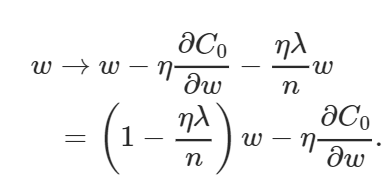 w → w − η ∂C₀/∂w − ηλ/n w
= (1 − ηλ/n) w − η ∂C₀/∂w .